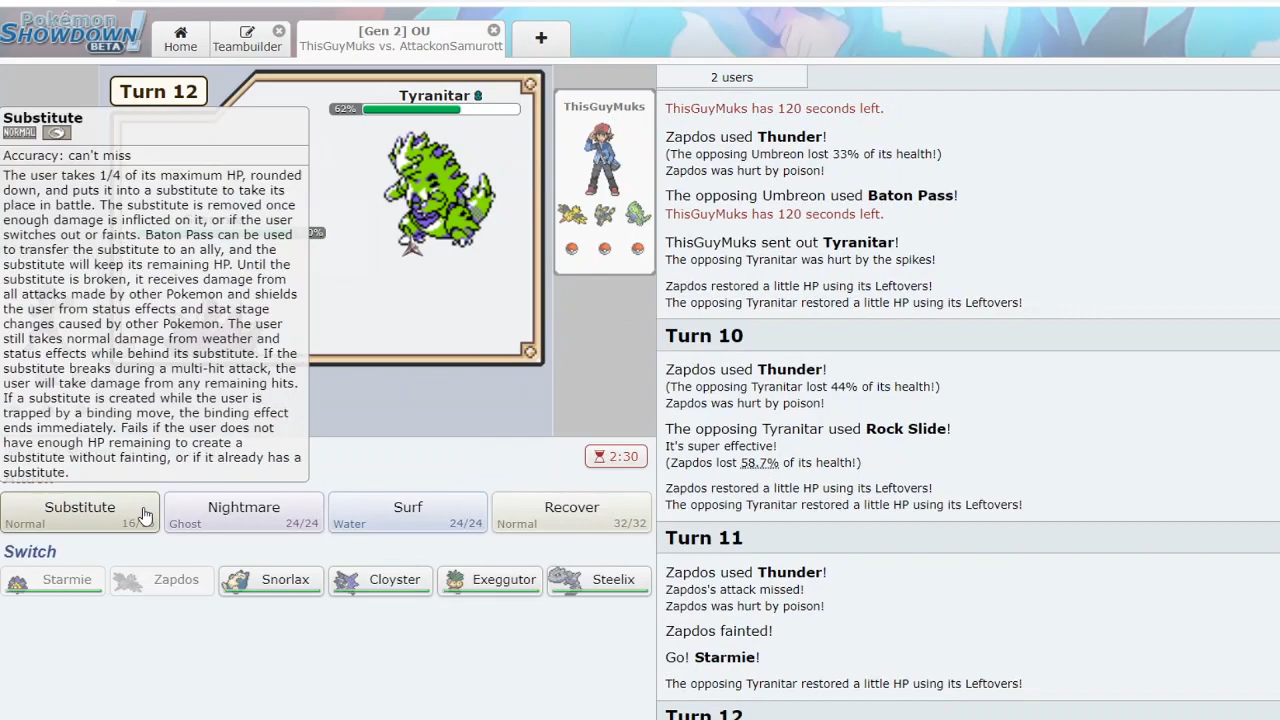 Pokémon
SHOWDOWN!
BETA
Home
Teambuilder
[Gen 2] OU
ThisGuyMuks vs. AttackonSamurott
+
Turn 12
Tyranitar
62%
Substitute
NORMAL
Accuracy: can't miss
The user takes 1/4 of its maximum HP, rounded
down, and puts it into a substitute to take its
place in battle. The substitute is removed once
enough damage is inflicted on it, or if the user
switches out or faints. Baton Pass can be used
to transfer the substitute to an ally, and the
substitute will keep its remaining HP. Until the
substitute is broken, it receives damage from
all attacks made by other Pokemon and shields
the user from status effects and stat stage
changes caused by other Pokemon. The user
still takes normal damage from weather and
status effects while behind its substitute. If the
substitute breaks during a multi-hit attack, the
user will take damage from any remaining hits.
If a substitute is created while the user is
trapped by a binding move, the binding effect
ends immediately. Fails if the user does not
have enough HP remaining to create a
substitute without fainting, or if it already has a
substitute.
ThisGuyMuks
2:30
Substitute
Normal
Nightmare
Ghost 24/24
Surf
Water 24/24
Recover
Normal 32/32
Switch
Starmie
Zapdos
Snorlax
Cloyster
Exeggutor
Steelix
2 users
ThisGuyMuks has 120 seconds left.
Zapdos used Thunder!
(The opposing Umbreon lost 33% of its health!)
Zapdos was hurt by poison!
The opposing Umbreon used Baton Pass!
ThisGuyMuks has 120 seconds left.
ThisGuyMuks sent out Tyranitar!
The opposing Tyranitar was hurt by the spikes!
Zapdos restored a little HP using its Leftovers!
The opposing Tyranitar restored a little HP using its Leftovers!
Turn 10
Zapdos used Thunder!
(The opposing Tyranitar lost 44% of its health!)
Zapdos was hurt by poison!
The opposing Tyranitar used Rock Slide!
It's super effective!
(Zapdos lost 58.7% of its health!)
Zapdos restored a little HP using its Leftovers!
The opposing Tyranitar restored a little HP using its Leftovers!
Turn 11
Zapdos used Thunder!
Zapdos's attack missed!
Zapdos was hurt by poison!
Zapdos fainted!
Go! Starmie!
The opposing Tyranitar restored a little HP using its Leftovers!
Turn 12